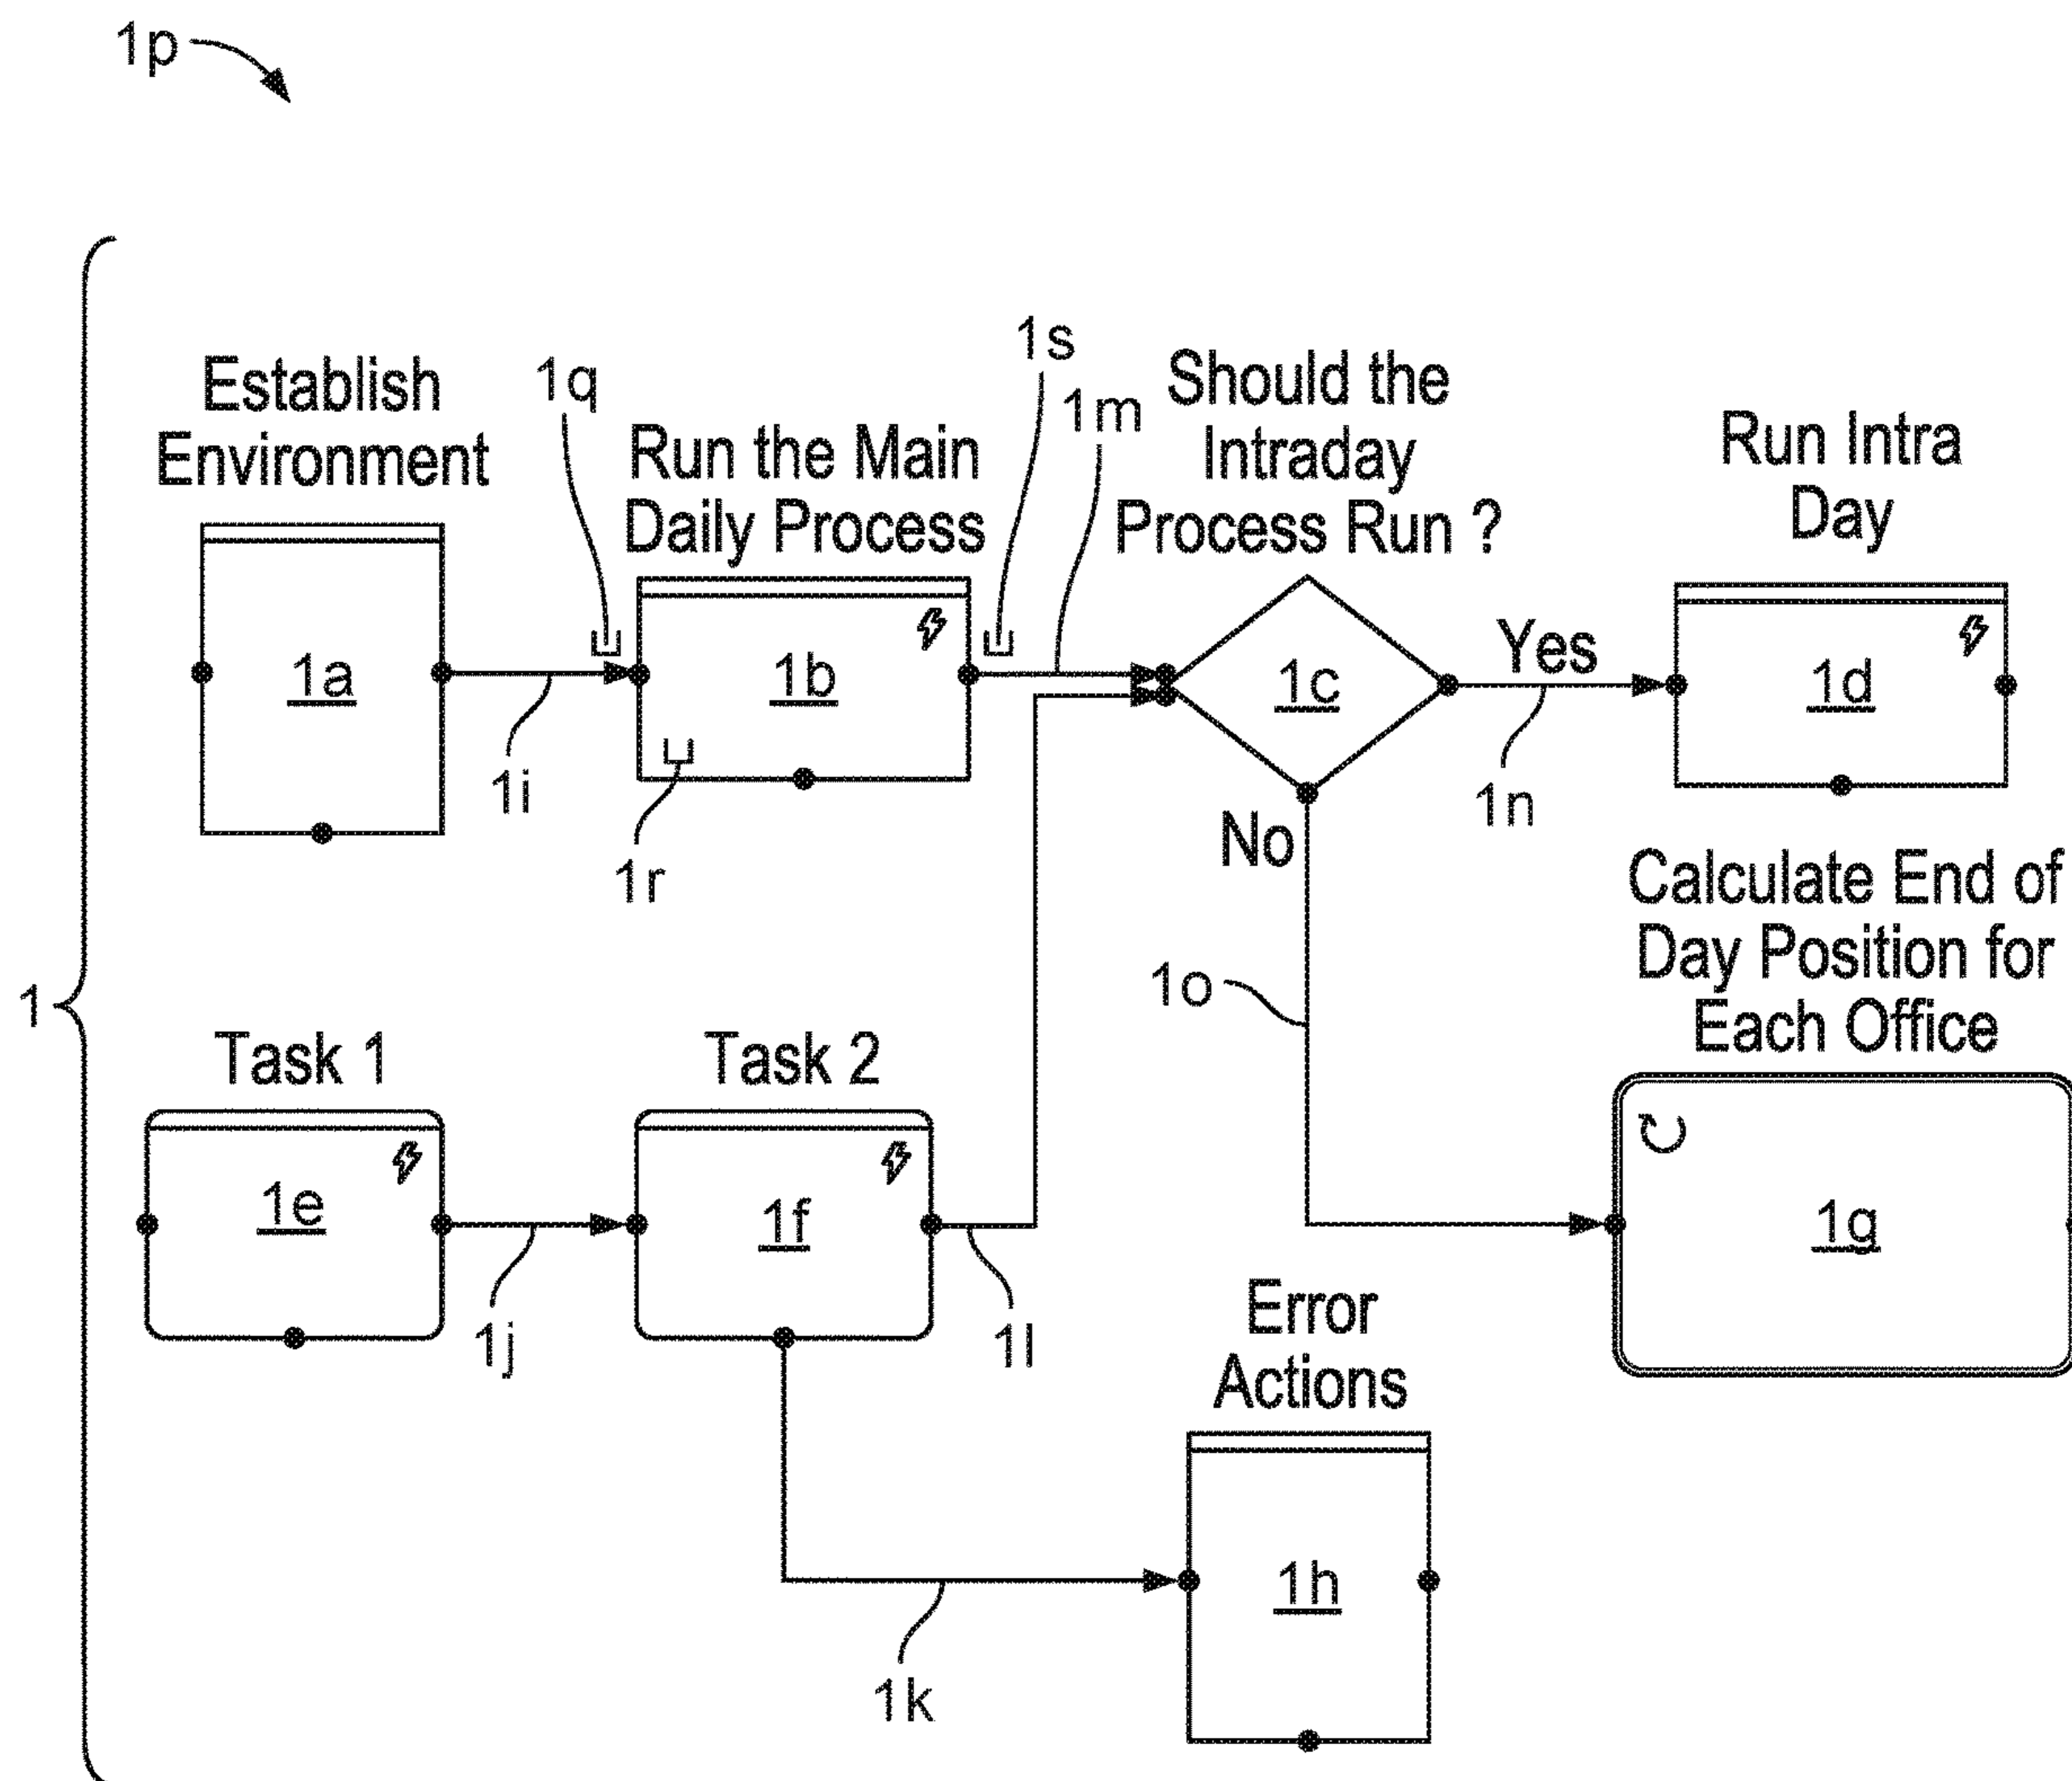 1p
1s
Establish
Environment
1q
1m
Should the
Intraday
Process Run ?
Run the Main
Daily Process
Run Intra
Day
1a
1b
1c
Yes
1d
1i
1n
1r
No
Calculate End of
Day Position for
Each Office
1o
1
Task 1
Task 2
1e
1f
1g
1j
1l
Error
Actions
1h
1k